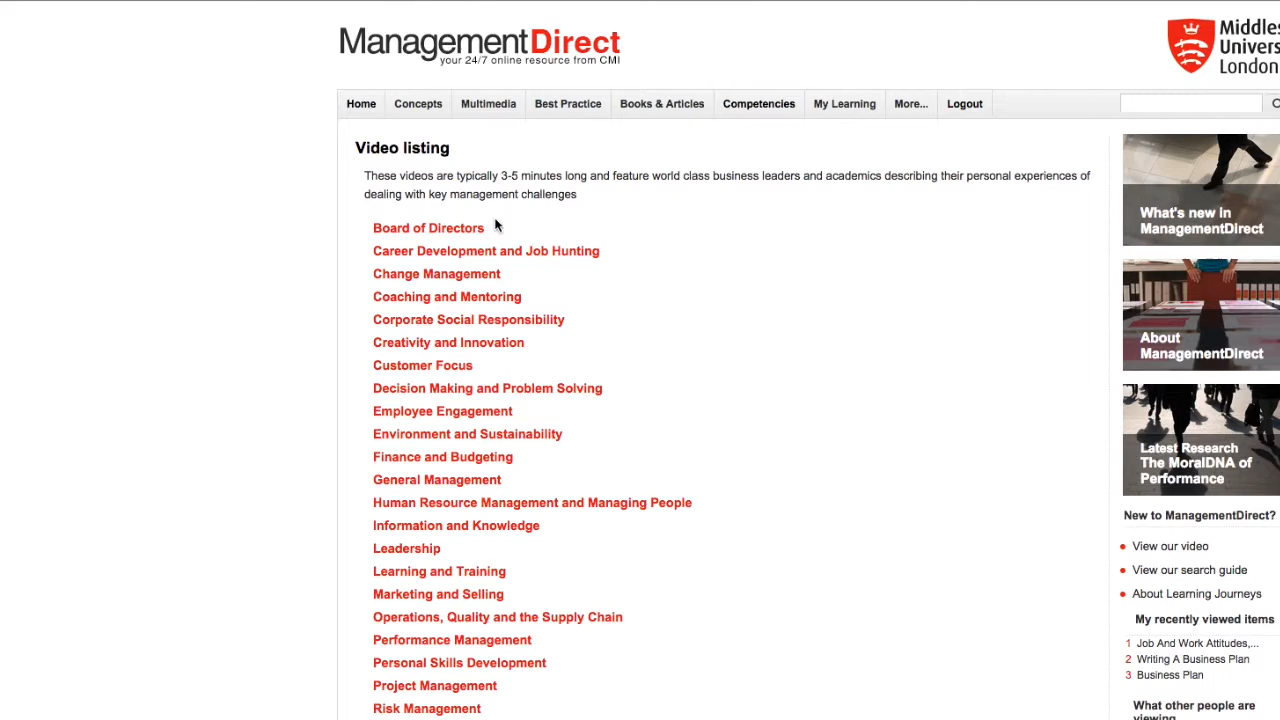 ManagementDirect
your 24/7 online resource from CMI
Middles
Univers
London
Home Concepts Multimedia Best Practice Books & Articles Competencies My Learning More... Logout
Video listing
These videos are typically 3-5 minutes long and feature world class business leaders and academics describing their personal experiences of
dealing with key management challenges
Board of Directors
Career Development and Job Hunting
Change Management
Coaching and Mentoring
Corporate Social Responsibility
Creativity and Innovation
Customer Focus
Decision Making and Problem Solving
Employee Engagement
Environment and Sustainability
Finance and Budgeting
General Management
Human Resource Management and Managing People
Information and Knowledge
Leadership
Learning and Training
Marketing and Selling
Operations, Quality and the Supply Chain
Performance Management
Personal Skills Development
Project Management
Risk Management
What's new in
ManagementDirect
About
ManagementDirect
Latest Research
The MoralDNA of
Performance
New to ManagementDirect?
View our video
View our search guide
About Learning Journeys
My recently viewed items
1 Job And Work Attitudes,...
2 Writing A Business Plan
3 Business Plan
What other people are
viewing